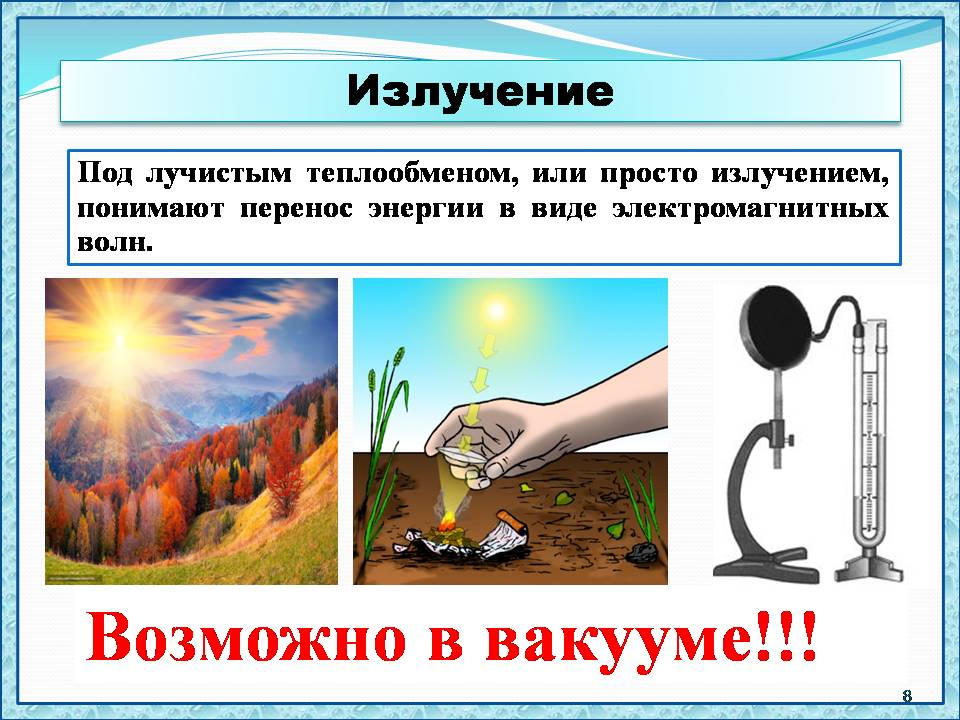 Излучение
Под лучистым теплообменом, или просто излучением,
понимают перенос энергии в виде электромагнитных
волн.
Возможно в вакууме!!!
8